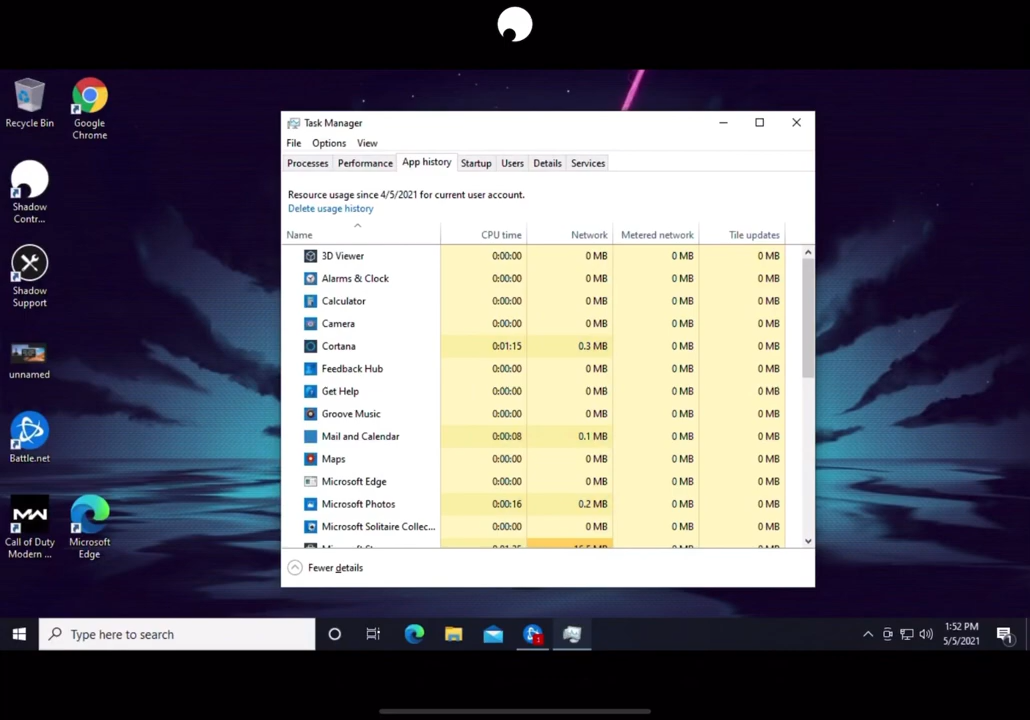 Recycle Bin
Google
Chrome
Shadow
Contr...
Shadow
Support
unnamed
Battle.net
Call of Duty
Modern ...
Microsoft
Edge
Task Manager
File Options View
Processes Performance App history Startup Users Details Services
Resource usage since 4/5/2021 for current user account.
Delete usage history
Name CPU time Network Metered network Tile updates
3D Viewer 0:00:00 0 MB 0 MB 0 MB
Alarms & Clock 0:00:00 0 MB 0 MB 0 MB
Calculator 0:00:00 0 MB 0 MB 0 MB
Camera 0:00:00 0 MB 0 MB 0 MB
Cortana 0:01:15 0.3 MB 0 MB 0 MB
Feedback Hub 0:00:00 0 MB 0 MB 0 MB
Get Help 0:00:00 0 MB 0 MB 0 MB
Groove Music 0:00:00 0 MB 0 MB 0 MB
Mail and Calendar 0:00:08 0.1 MB 0 MB 0 MB
Maps 0:00:00 0 MB 0 MB 0 MB
Microsoft Edge 0:00:00 0 MB 0 MB 0 MB
Microsoft Photos 0:00:16 0.2 MB 0 MB 0 MB
Microsoft Solitaire Collec... 0:00:00 0 MB 0 MB 0 MB
Fewer details
Type here to search
1:52 PM
5/5/2021